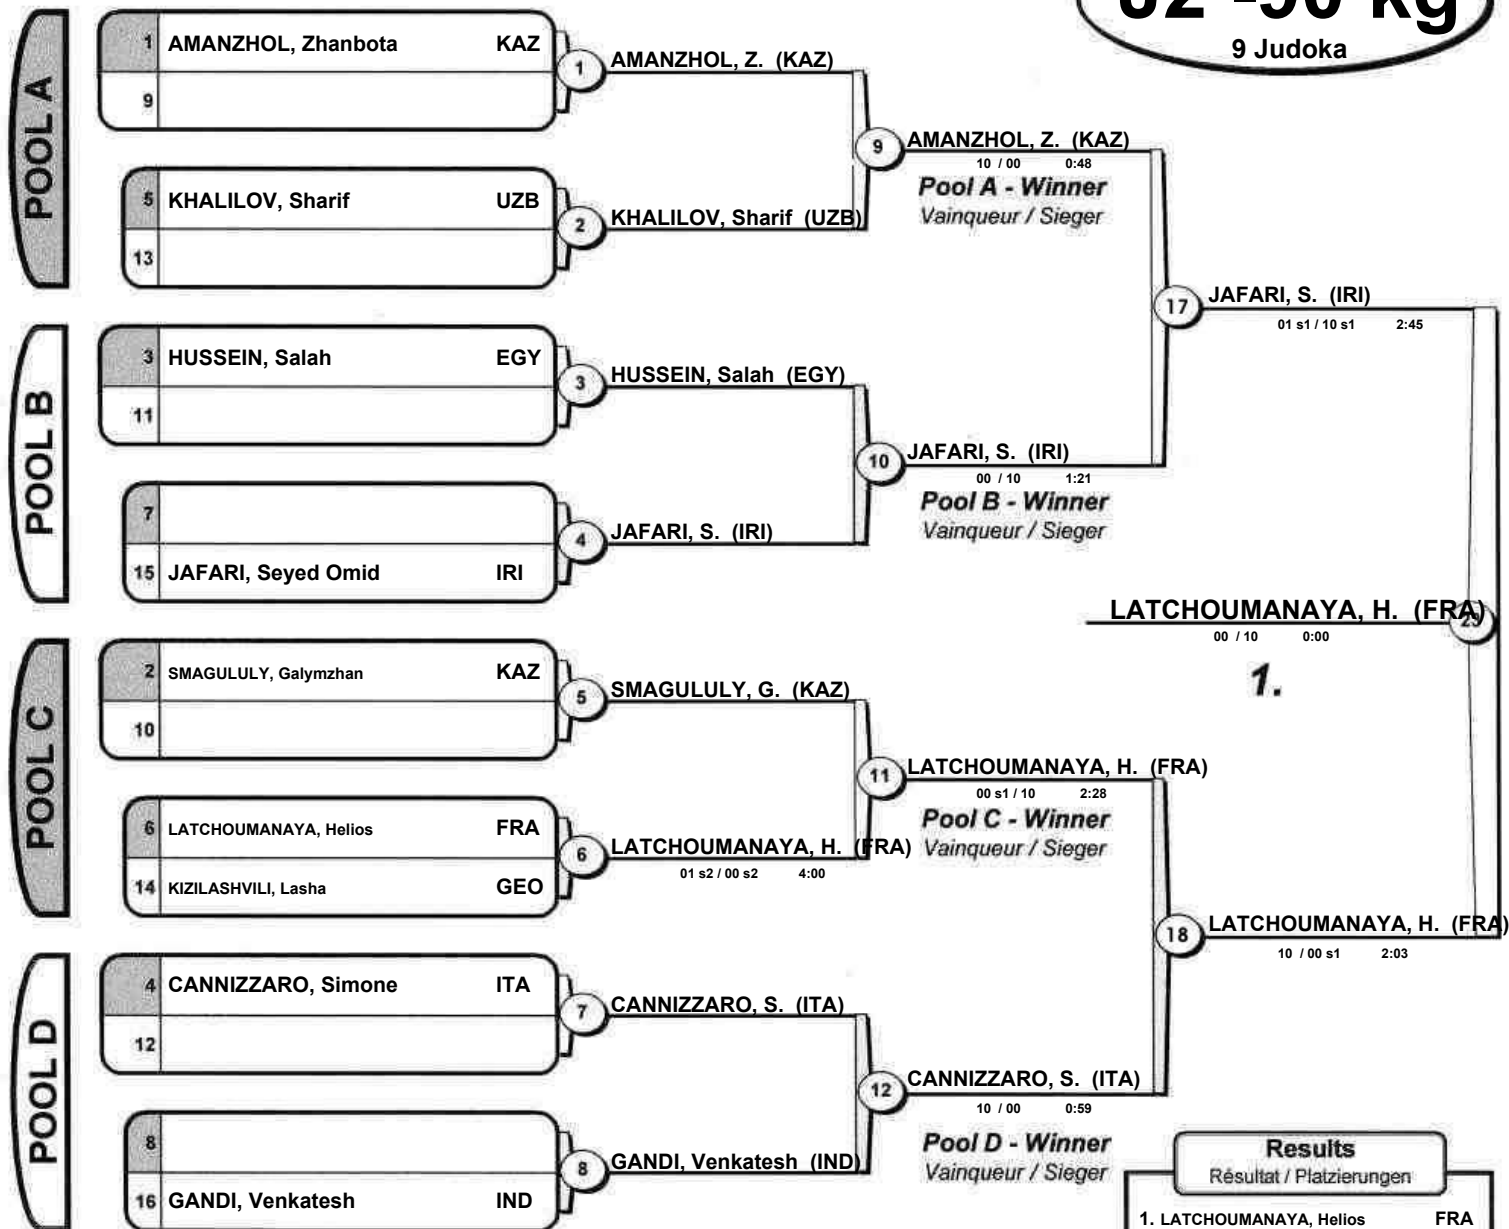 J2 -90 kg
9 Judoka
POOL A
1 AMANZHOL, Zhanbota KAZ
9
5 KHALILOV, Sharif UZB
13
1 AMANZHOL, Z. (KAZ)
2 KHALILOV, Sharif (UZB)
9 AMANZHOL, Z. (KAZ)
10 / 00 0:48
Pool A - Winner
Vainqueur / Sieger
POOL B
3 HUSSEIN, Salah EGY
11
7
15 JAFARI, Seyed Omid IRI
3 HUSSEIN, Salah (EGY)
4 JAFARI, S. (IRI)
10 JAFARI, S. (IRI)
00 / 10 1:21
Pool B - Winner
Vainqueur / Sieger
17 JAFARI, S. (IRI)
01 s1 / 10 s1 2:45
POOL C
2 SMAGULULY, Galymzhan KAZ
10
6 LATCHOUMANAYA, Helios FRA
14 KIZILASHVILI, Lasha GEO
5 SMAGULULY, G. (KAZ)
6 LATCHOUMANAYA, H. (FRA)
01 s2 / 00 s2 4:00
11 LATCHOUMANAYA, H. (FRA)
00 s1 / 10 2:28
Pool C - Winner
Vainqueur / Sieger
POOL D
4 CANNIZZARO, Simone ITA
12
8
16 GANDI, Venkatesh IND
7 CANNIZZARO, S. (ITA)
8 GANDI, Venkatesh (IND)
12 CANNIZZARO, S. (ITA)
10 / 00 0:59
Pool D - Winner
Vainqueur / Sieger
18 LATCHOUMANAYA, H. (FRA)
10 / 00 s1 2:03
LATCHOUMANAYA, H. (FRA) 23
00 / 10 0:00
1.
Results
Résultat / Platzierungen
1. LATCHOUMANAYA, Helios FRA